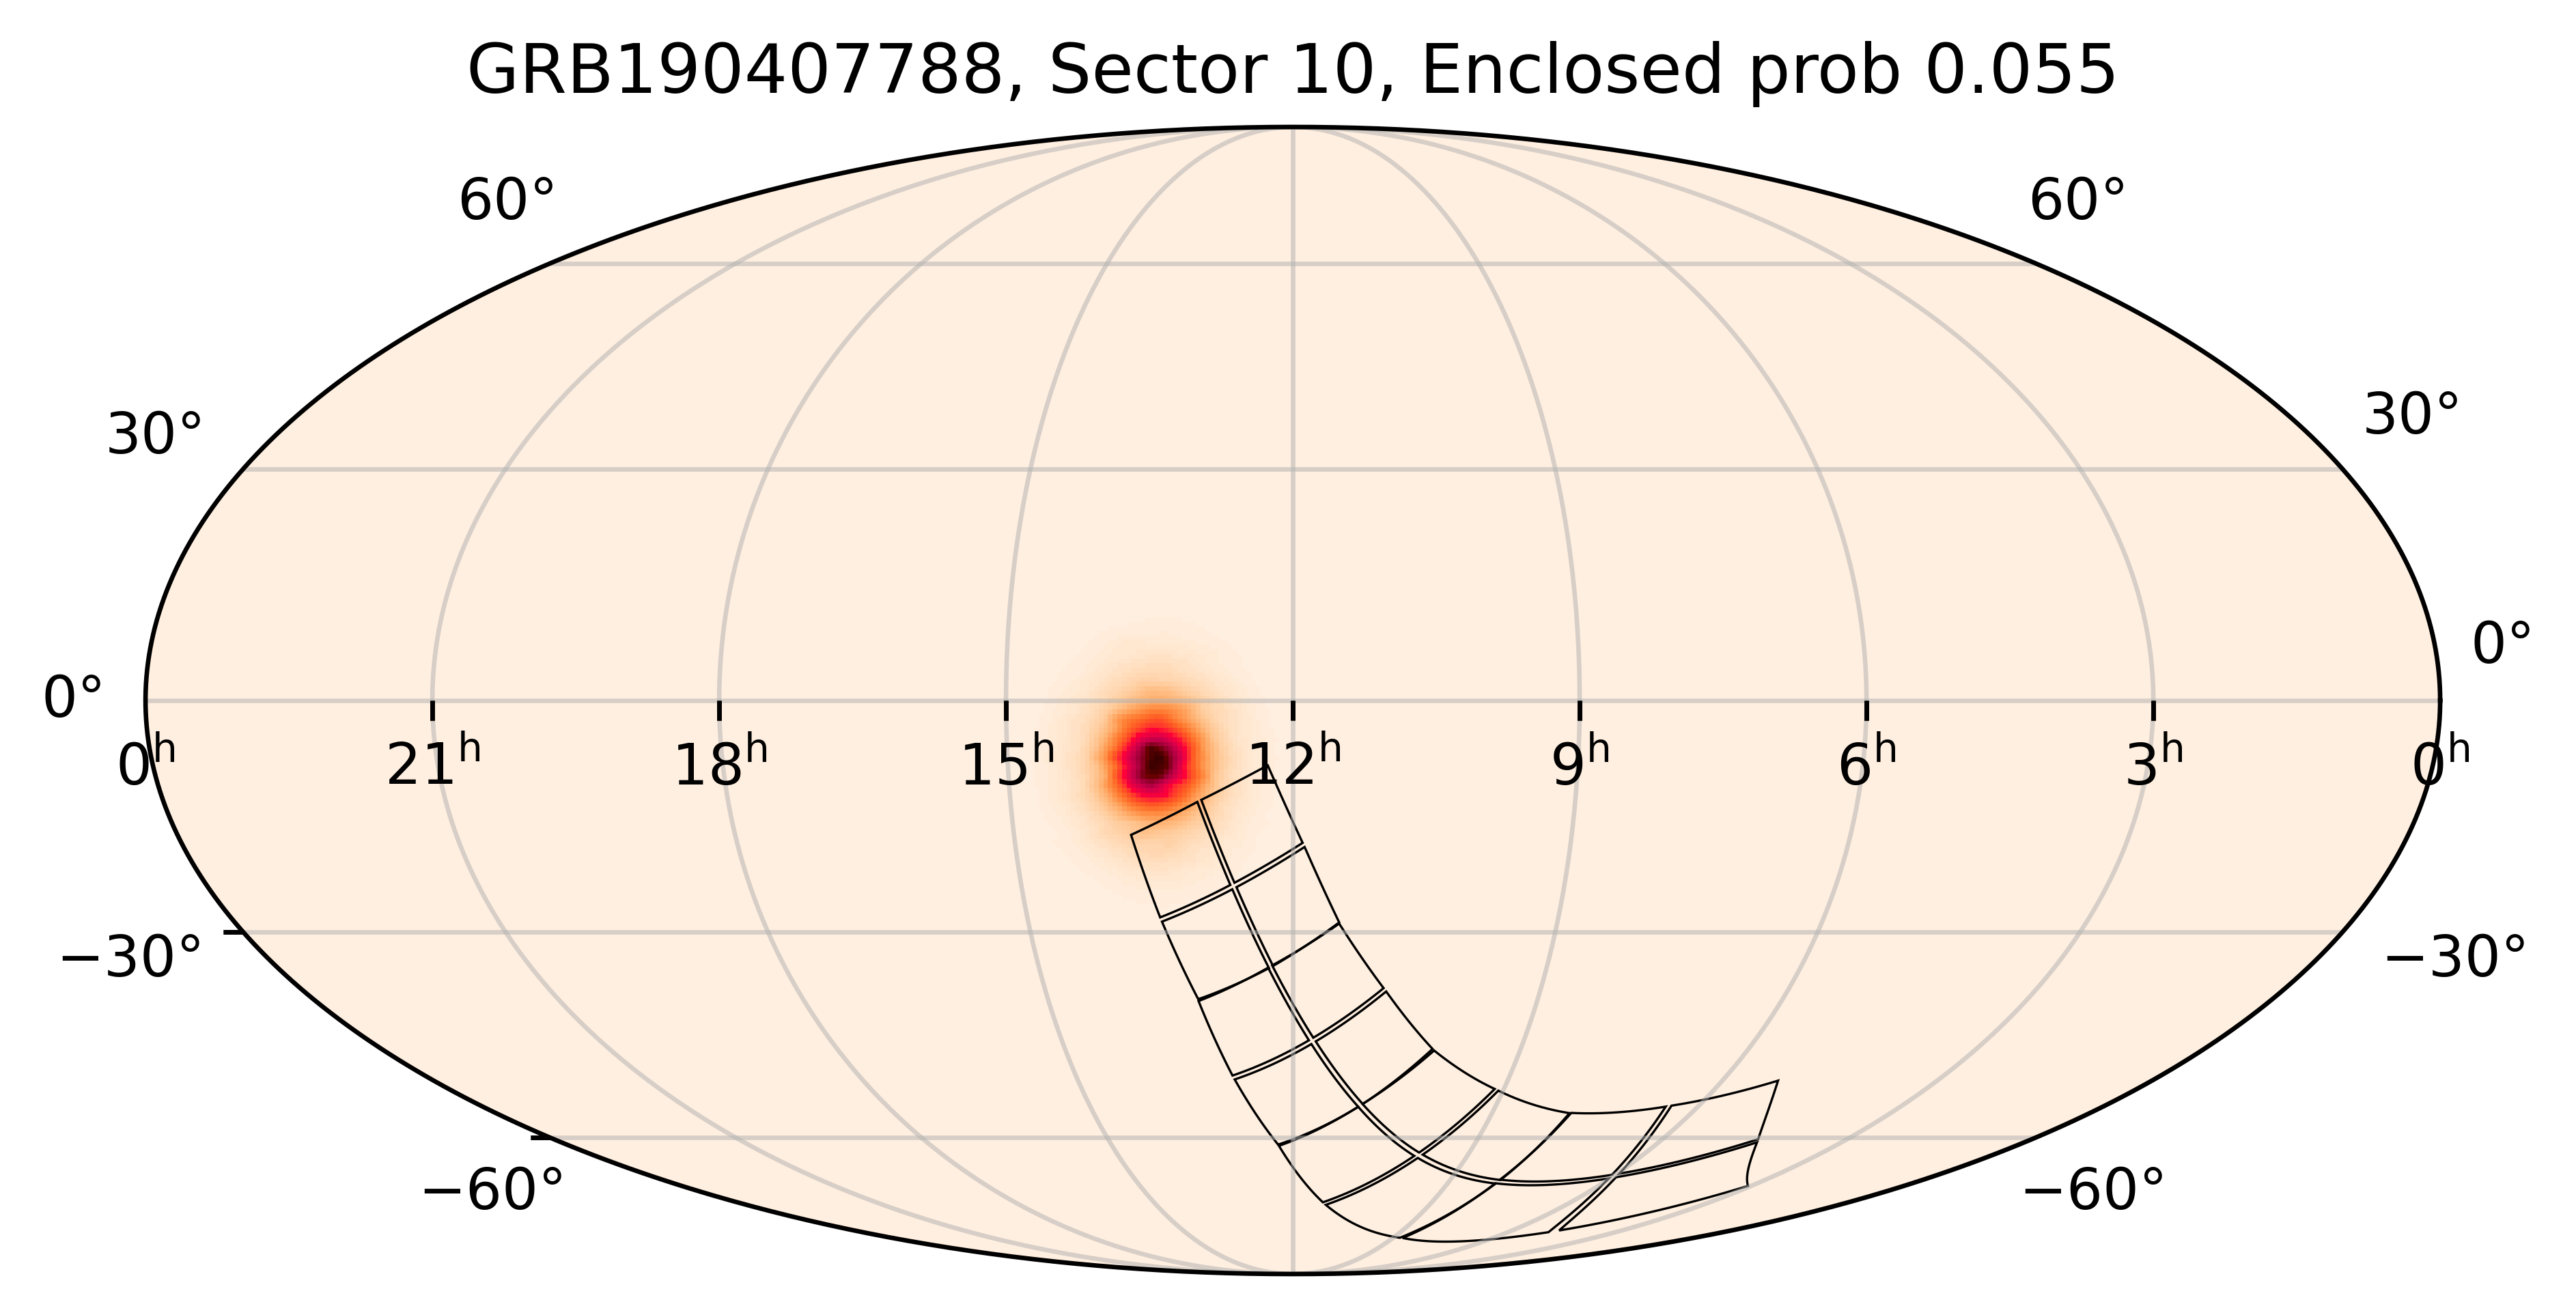 GRB190407788, Sector 10, Enclosed prob 0.055
60° 60°
30° 30°
0° 0°
0ʰ 21ʰ 18ʰ 15ʰ 12ʰ 9ʰ 6ʰ 3ʰ 0ʰ
−30° −30°
−60° −60°